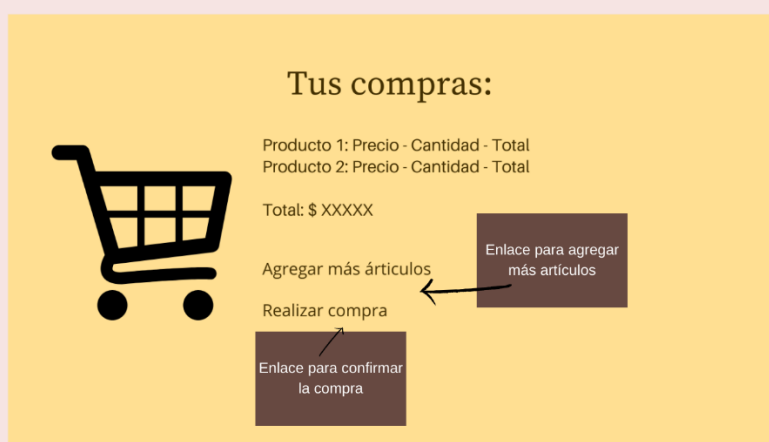 Tus compras:
Producto 1: Precio - Cantidad - Total
Producto 2: Precio - Cantidad - Total
Total: $ XXXXX
Agregar más árticulos
Enlace para agregar
más artículos
Realizar compra
Enlace para confirmar
la compra